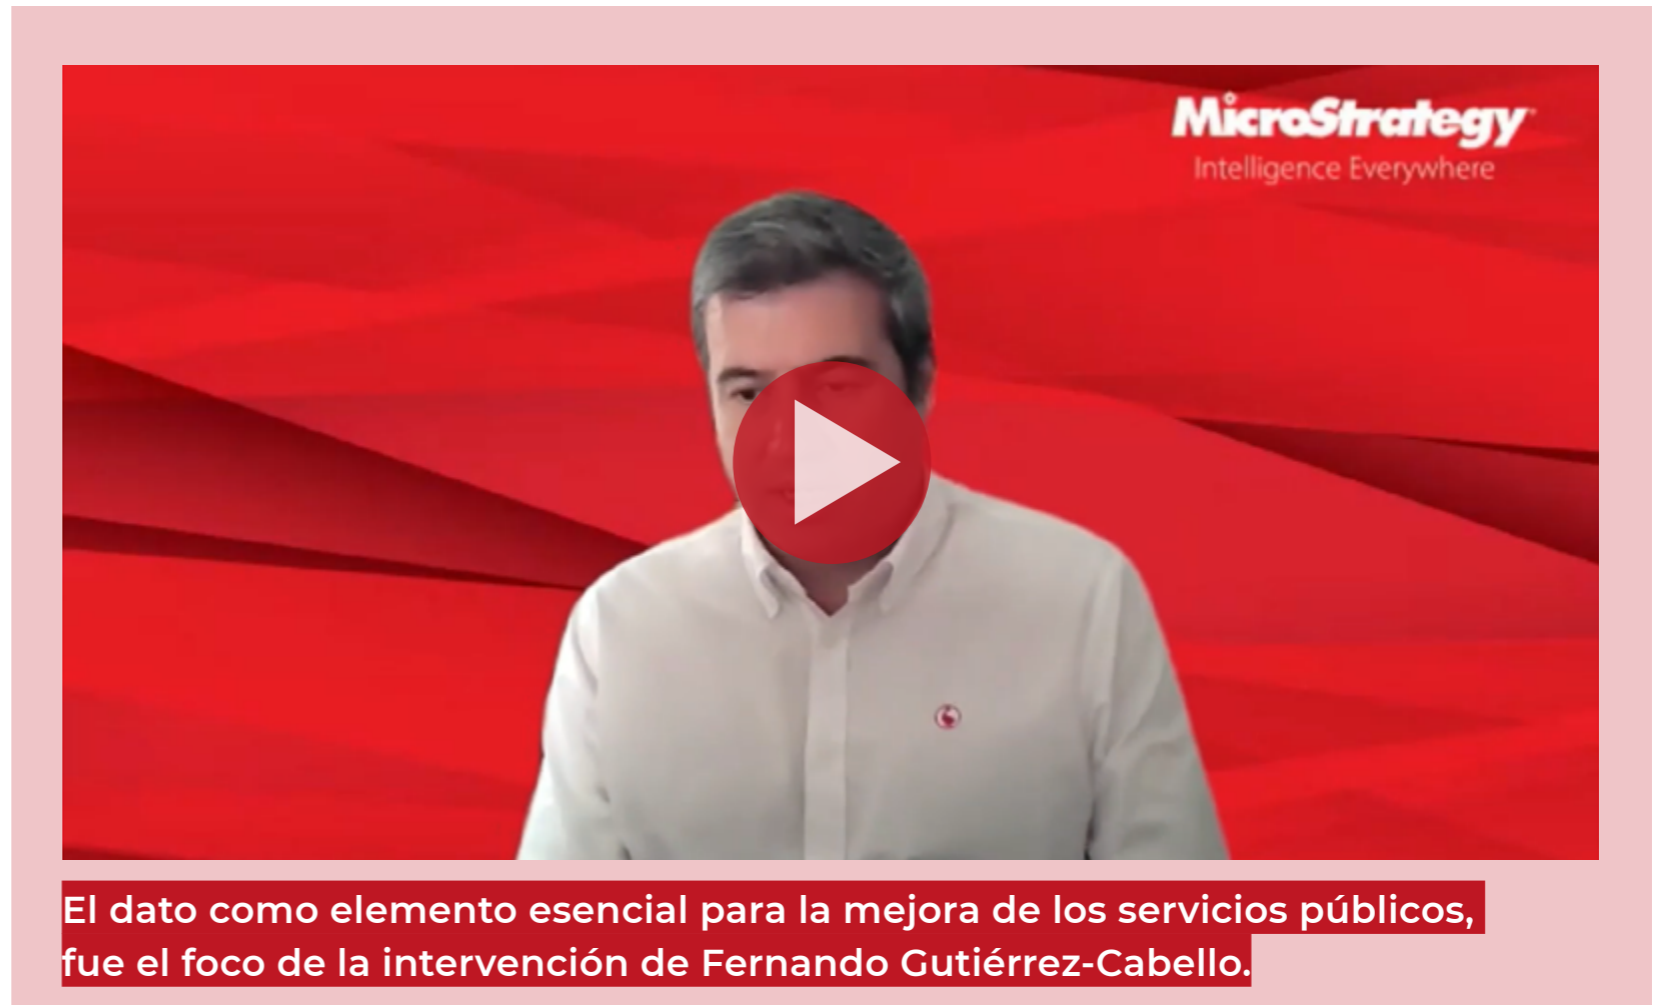 MicroStrategy
Intelligence Everywhere
El dato como elemento esencial para la mejora de los servicios públicos,
fue el foco de la intervención de Fernando Gutiérrez-Cabello.